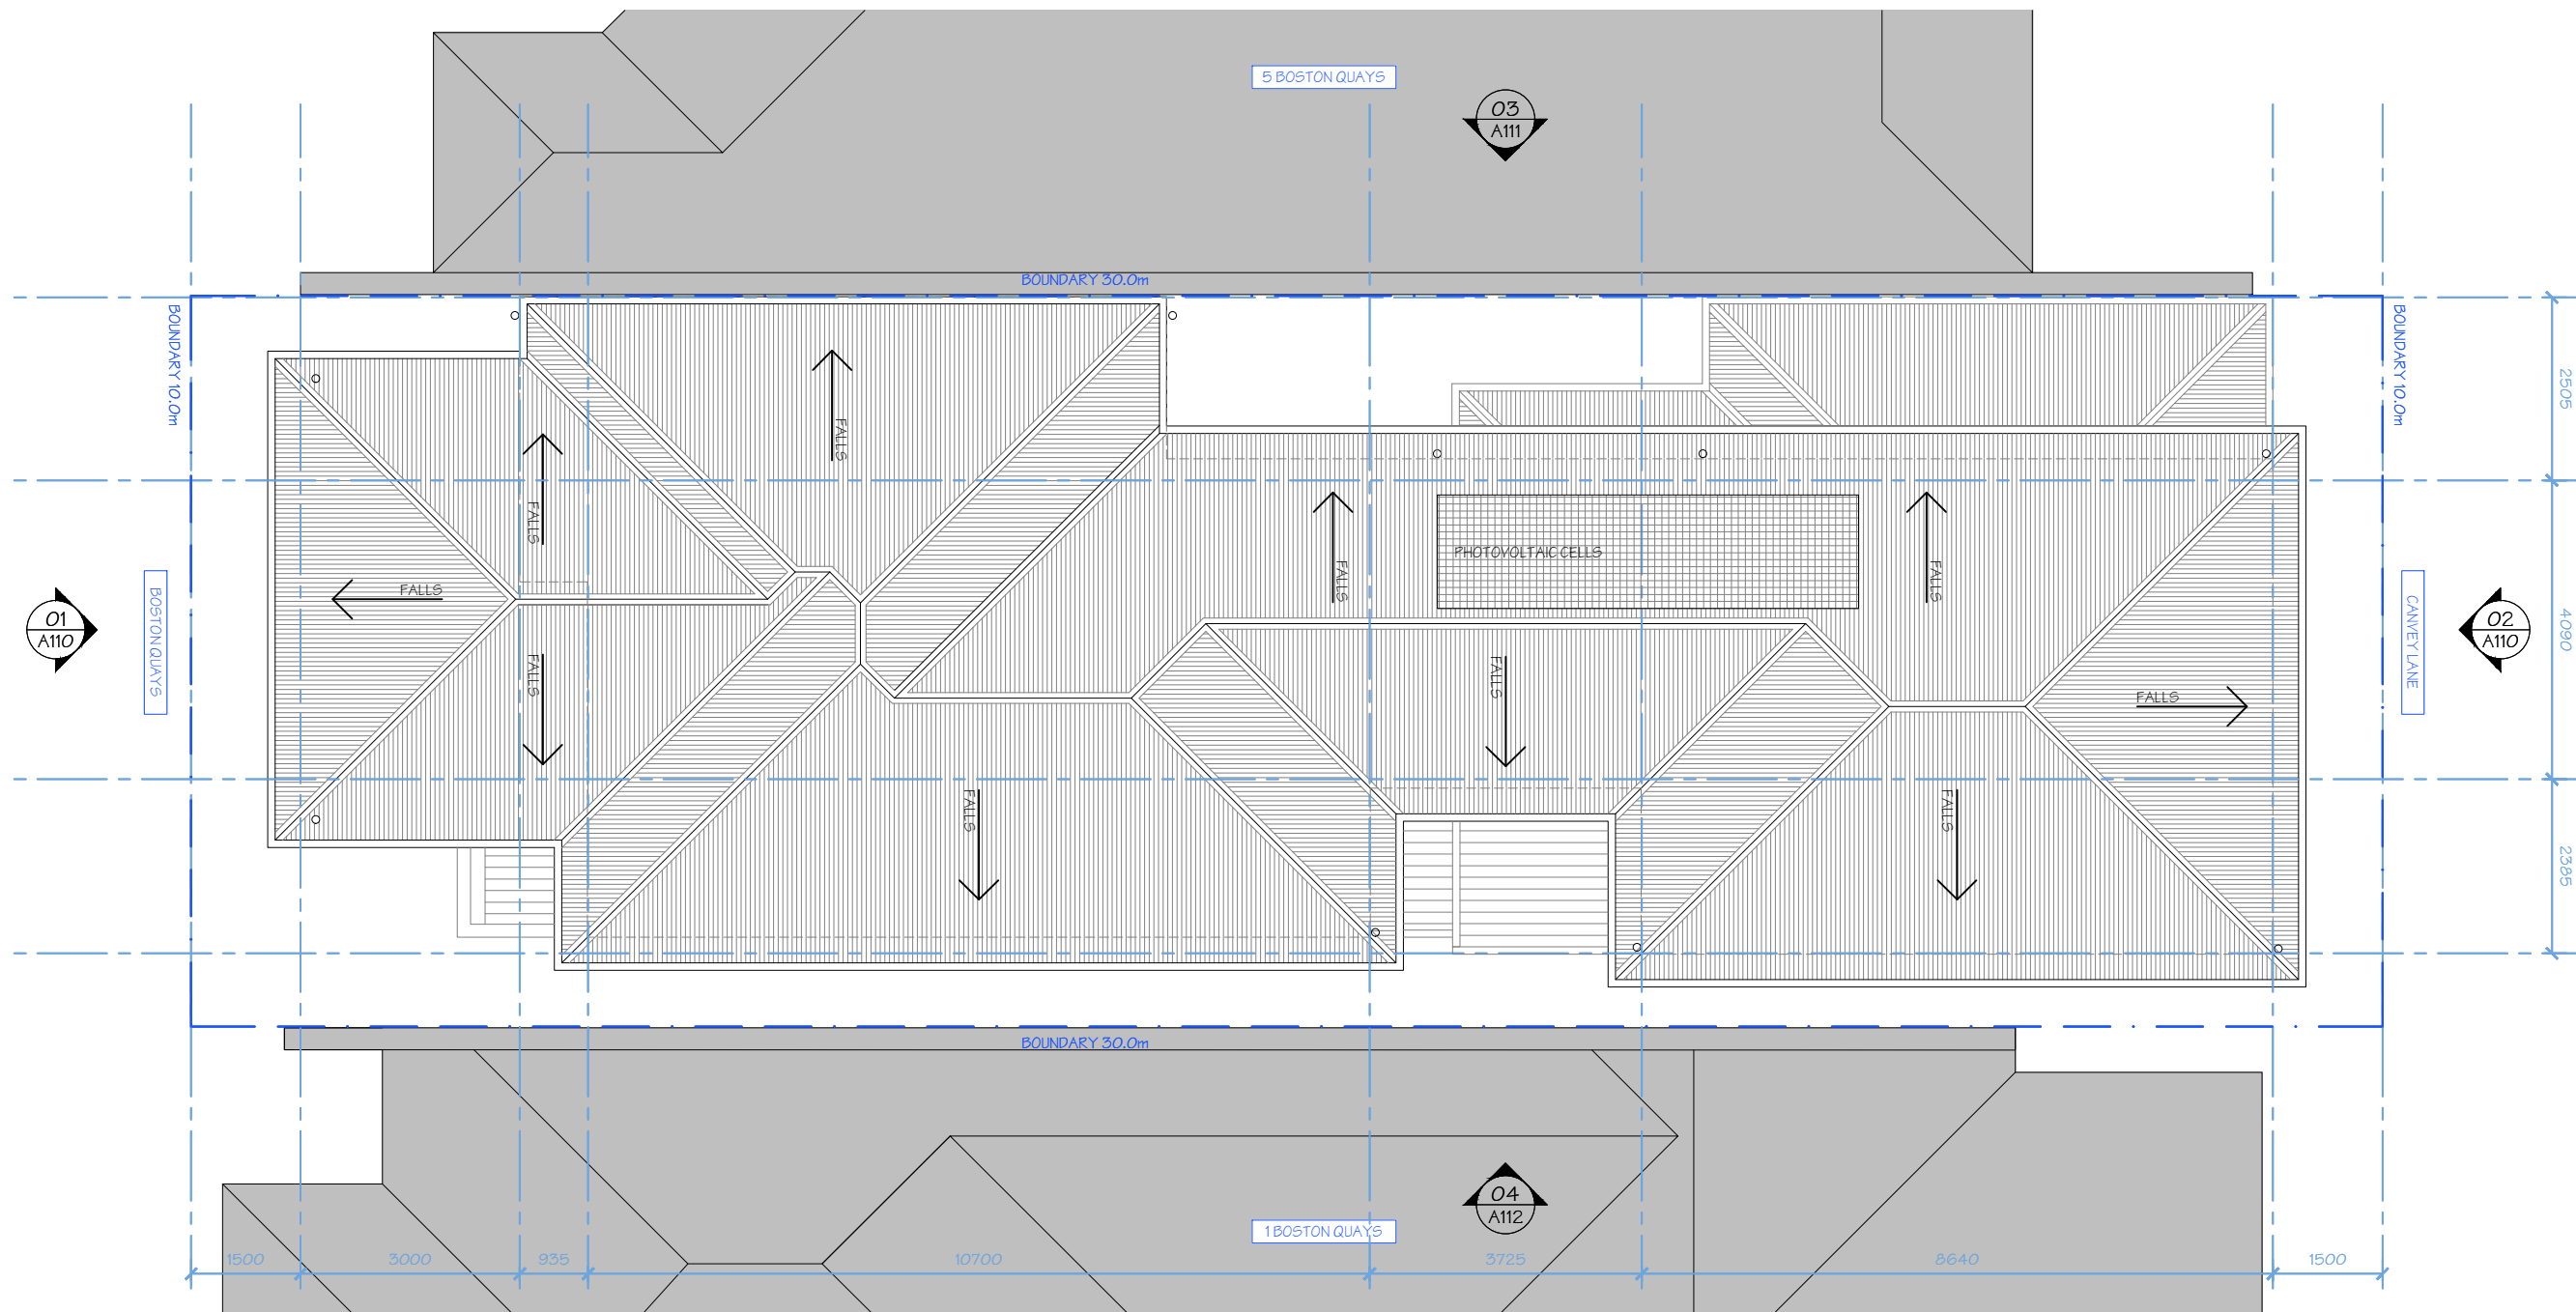 5 BOSTON QUAYS
03
A111
BOUNDARY 30.0m
BOUNDARY 10.0m
BOUNDARY 10.0m
2505
FALLS
FALLS
FALLS
FALLS
PHOTOVOLTAIC CELLS
FALLS
01
A110
BOSTON QUAYS
CANVEY LANE
02
A110
4090
FALLS
FALLS
FALLS
FALLS
FALLS
2385
BOUNDARY 30.0m
04
A112
1 BOSTON QUAYS
1500
3000
935
10700
3725
8640
1500